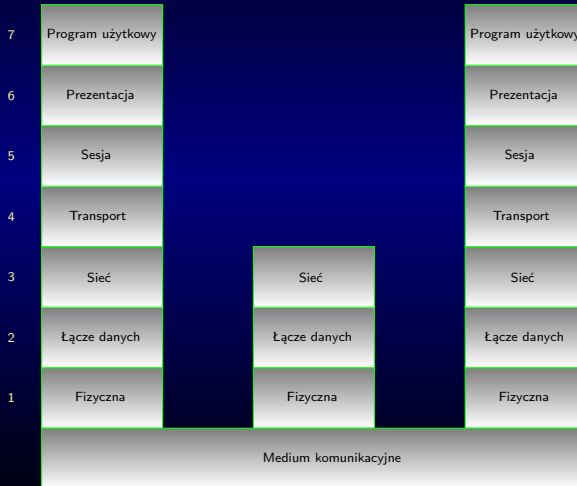 7 Program użytkowy Program użytkowy
6 Prezentacja Prezentacja
5 Sesja Sesja
4 Transport Transport
3 Sieć Sieć Sieć
2 Łącze danych Łącze danych Łącze danych
1 Fizyczna Fizyczna Fizyczna
Medium komunikacyjne